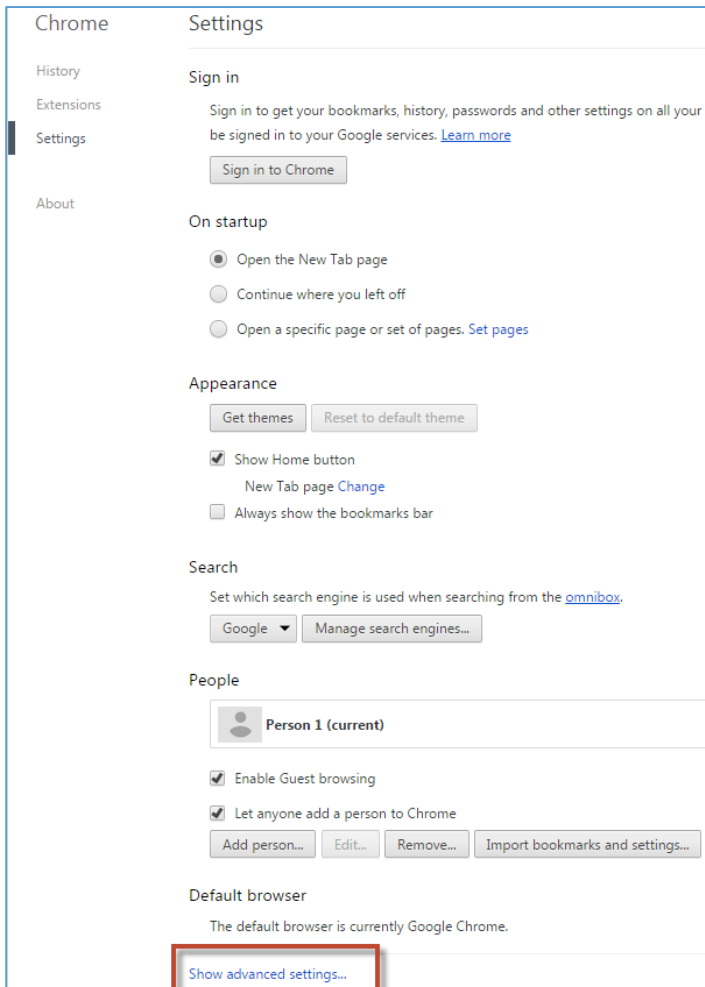 Chrome
Settings
History
Extensions
Settings
About
Sign in
Sign in to get your bookmarks, history, passwords and other settings on all your
be signed in to your Google services. Learn more
Sign in to Chrome
On startup
Open the New Tab page
Continue where you left off
Open a specific page or set of pages. Set pages
Appearance
Get themes Reset to default theme
Show Home button
New Tab page Change
Always show the bookmarks bar
Search
Set which search engine is used when searching from the omnibox.
Google Manage search engines...
People
Person 1 (current)
Enable Guest browsing
Let anyone add a person to Chrome
Add person... Edit... Remove... Import bookmarks and settings...
Default browser
The default browser is currently Google Chrome.
Show advanced settings...